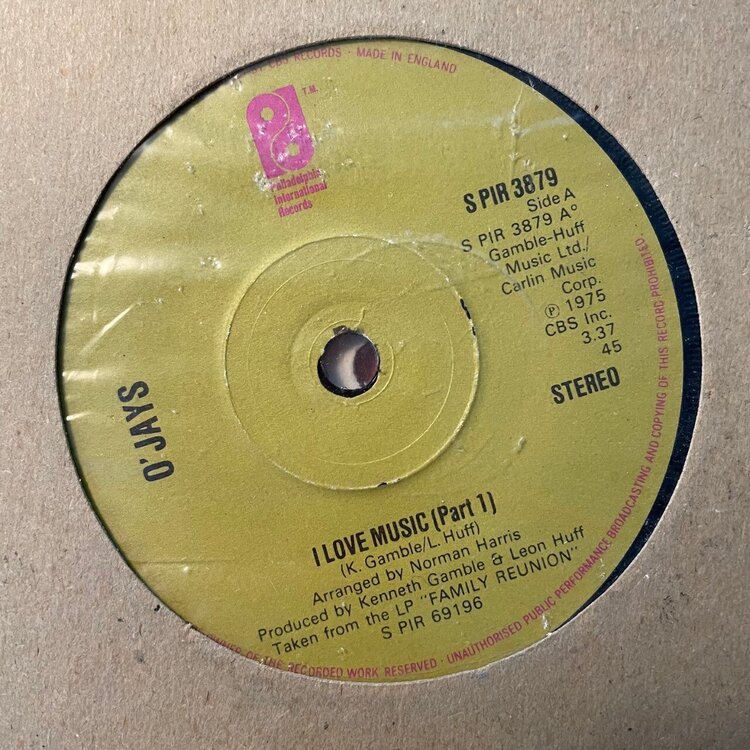 BY CBS RECORDS · MADE IN ENGLAND
T.M.
Philadelphia
International
Records
S PIR 3879
Side A
S PIR 3879 A°
Gamble-Huff
Music Ltd./
Carlin Music
Corp.
℗ 1975
CBS Inc.
3.37
45
STEREO
O'JAYS
I LOVE MUSIC (Part 1)
(K. Gamble/L. Huff)
Arranged by Norman Harris
Produced by Kenneth Gamble & Leon Huff
Taken from the LP "FAMILY REUNION"
S PIR 69196
OF THE RECORDED WORK RESERVED · UNAUTHORISED PUBLIC PERFORMANCE BROADCASTING AND COPYING OF THIS RECORD PROHIBITED.